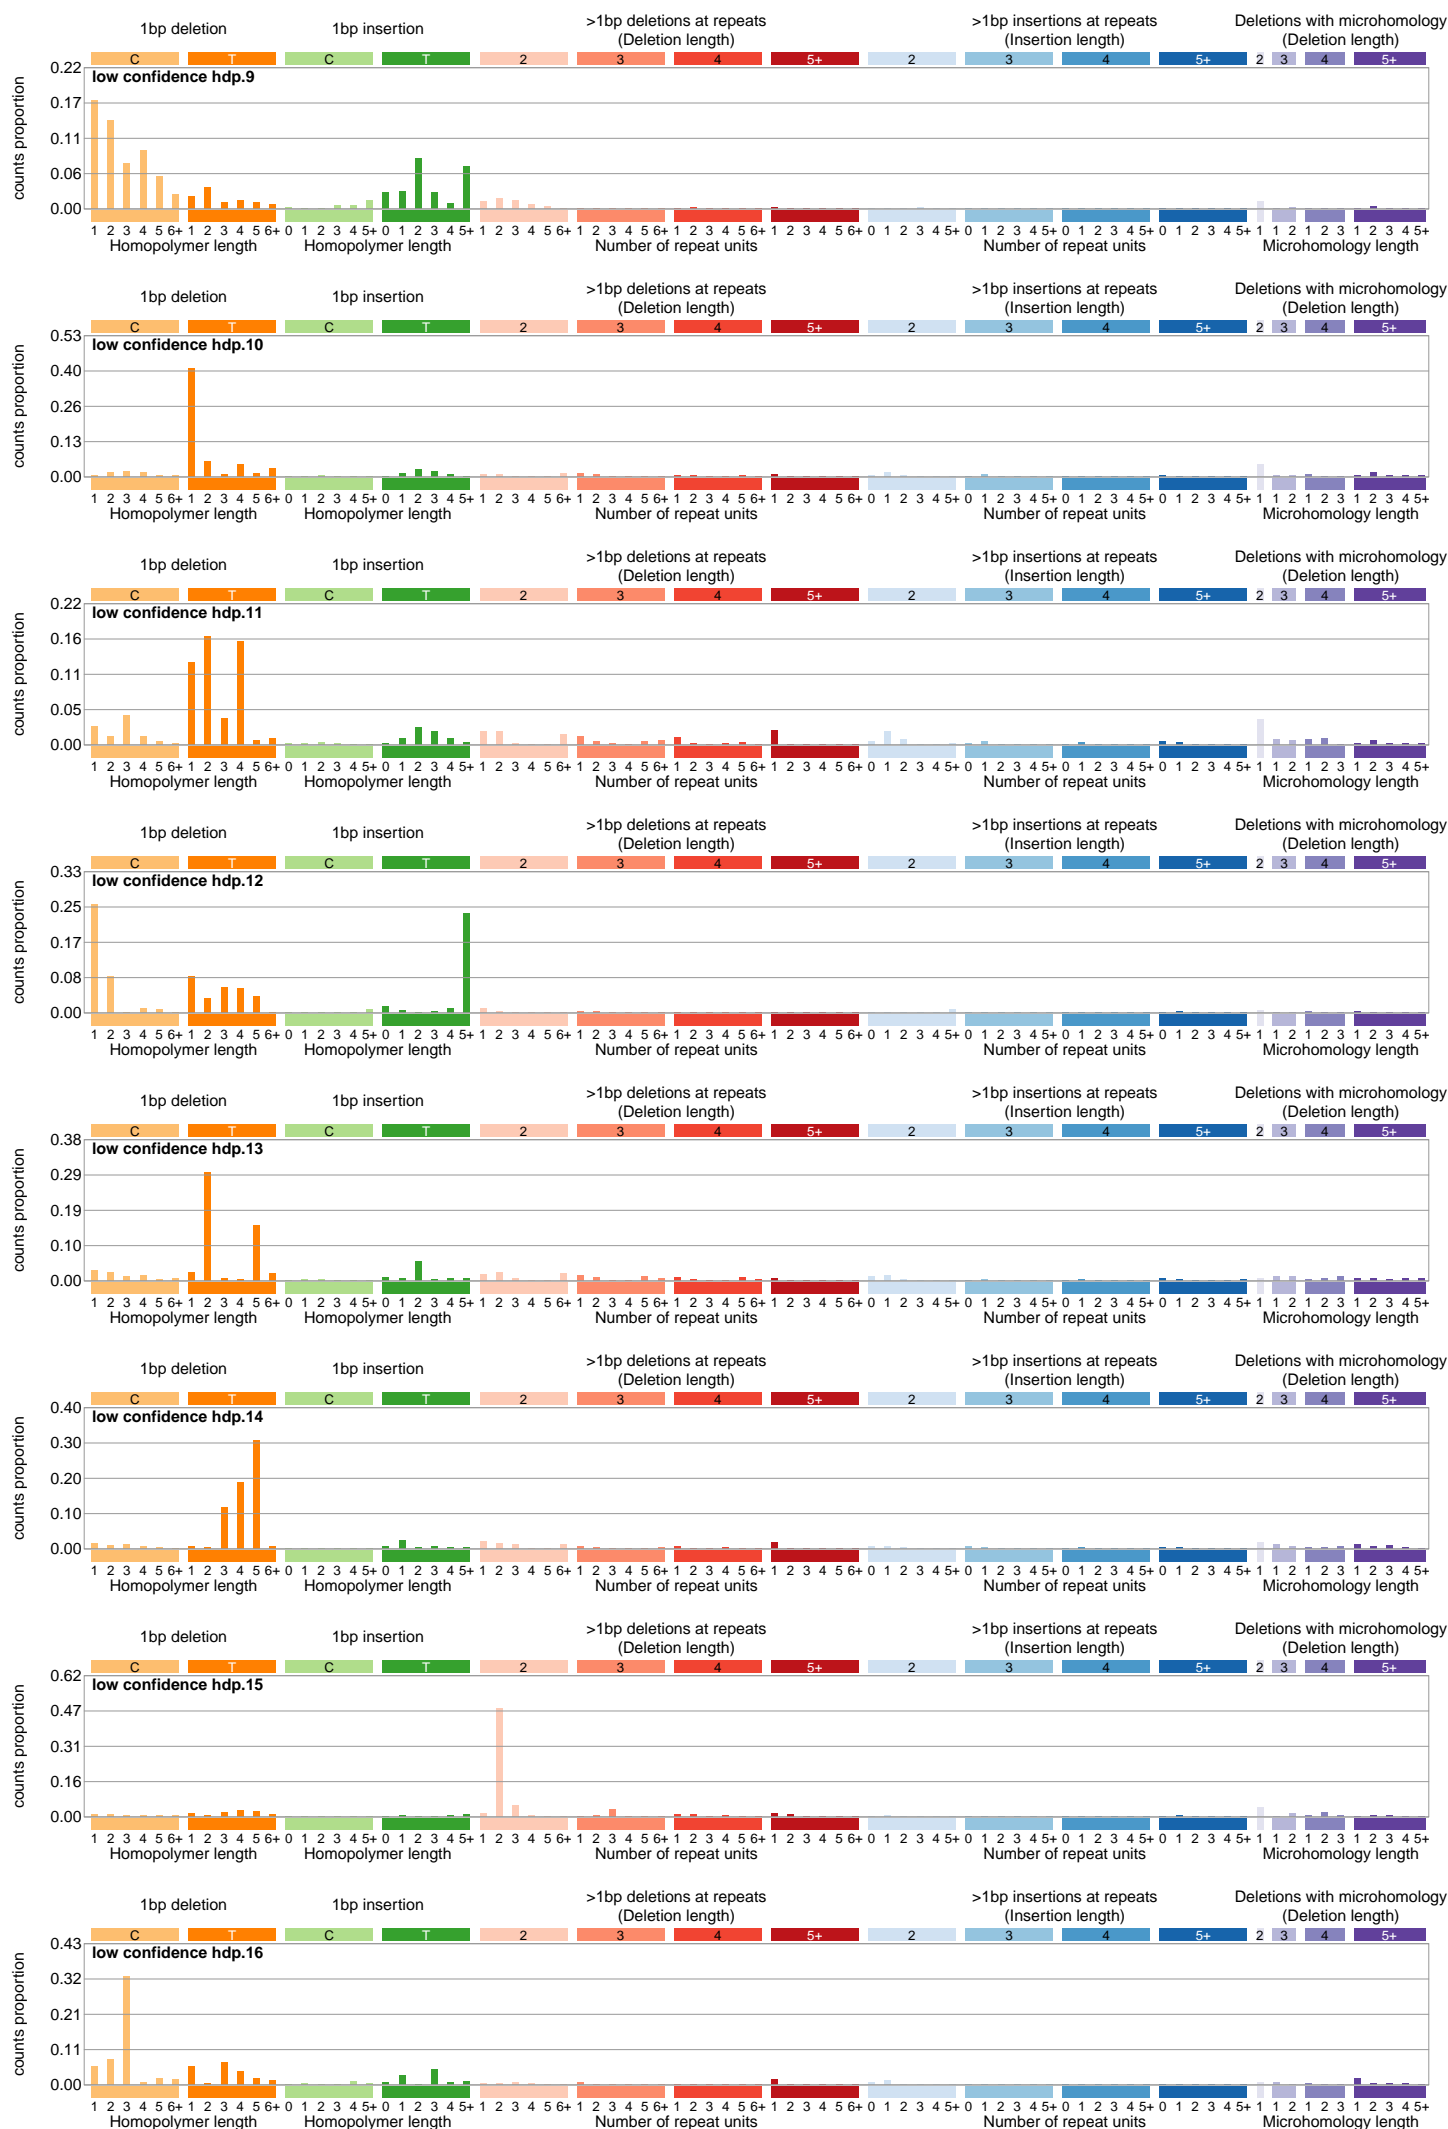 1bp deletion 1bp insertion >1bp deletions at repeats >1bp insertions at repeats Deletions with microhomology
(Deletion length) (Insertion length) (Deletion length)
C T C T 2 3 4 5+ 2 3 4 5+ 2 3 4 5+
0.22 low confidence hdp.9
0.17
0.11
0.06
0.00
counts proportion
1 2 3 4 5 6+ 1 2 3 4 5 6+ 0 1 2 3 4 5+ 0 1 2 3 4 5+ 1 2 3 4 5 6+ 1 2 3 4 5 6+ 1 2 3 4 5 6+ 1 2 3 4 5 6+ 0 1 2 3 4 5+ 0 1 2 3 4 5+ 0 1 2 3 4 5+ 0 1 2 3 4 5+ 1 1 2 1 2 3 1 2 3 4 5+
Homopolymer length Homopolymer length Number of repeat units Number of repeat units Microhomology length
1bp deletion 1bp insertion >1bp deletions at repeats >1bp insertions at repeats Deletions with microhomology
(Deletion length) (Insertion length) (Deletion length)
C T C T 2 3 4 5+ 2 3 4 5+ 2 3 4 5+
0.53 low confidence hdp.10
0.40
0.26
0.13
0.00
counts proportion
1 2 3 4 5 6+ 1 2 3 4 5 6+ 0 1 2 3 4 5+ 0 1 2 3 4 5+ 1 2 3 4 5 6+ 1 2 3 4 5 6+ 1 2 3 4 5 6+ 1 2 3 4 5 6+ 0 1 2 3 4 5+ 0 1 2 3 4 5+ 0 1 2 3 4 5+ 0 1 2 3 4 5+ 1 1 2 1 2 3 1 2 3 4 5+
Homopolymer length Homopolymer length Number of repeat units Number of repeat units Microhomology length
1bp deletion 1bp insertion >1bp deletions at repeats >1bp insertions at repeats Deletions with microhomology
(Deletion length) (Insertion length) (Deletion length)
C T C T 2 3 4 5+ 2 3 4 5+ 2 3 4 5+
0.22 low confidence hdp.11
0.16
0.11
0.05
0.00
counts proportion
1 2 3 4 5 6+ 1 2 3 4 5 6+ 0 1 2 3 4 5+ 0 1 2 3 4 5+ 1 2 3 4 5 6+ 1 2 3 4 5 6+ 1 2 3 4 5 6+ 1 2 3 4 5 6+ 0 1 2 3 4 5+ 0 1 2 3 4 5+ 0 1 2 3 4 5+ 0 1 2 3 4 5+ 1 1 2 1 2 3 1 2 3 4 5+
Homopolymer length Homopolymer length Number of repeat units Number of repeat units Microhomology length
1bp deletion 1bp insertion >1bp deletions at repeats >1bp insertions at repeats Deletions with microhomology
(Deletion length) (Insertion length) (Deletion length)
C T C T 2 3 4 5+ 2 3 4 5+ 2 3 4 5+
0.33 low confidence hdp.12
0.25
0.17
0.08
0.00
counts proportion
1 2 3 4 5 6+ 1 2 3 4 5 6+ 0 1 2 3 4 5+ 0 1 2 3 4 5+ 1 2 3 4 5 6+ 1 2 3 4 5 6+ 1 2 3 4 5 6+ 1 2 3 4 5 6+ 0 1 2 3 4 5+ 0 1 2 3 4 5+ 0 1 2 3 4 5+ 0 1 2 3 4 5+ 1 1 2 1 2 3 1 2 3 4 5+
Homopolymer length Homopolymer length Number of repeat units Number of repeat units Microhomology length
1bp deletion 1bp insertion >1bp deletions at repeats >1bp insertions at repeats Deletions with microhomology
(Deletion length) (Insertion length) (Deletion length)
C T C T 2 3 4 5+ 2 3 4 5+ 2 3 4 5+
0.38 low confidence hdp.13
0.29
0.19
0.10
0.00
counts proportion
1 2 3 4 5 6+ 1 2 3 4 5 6+ 0 1 2 3 4 5+ 0 1 2 3 4 5+ 1 2 3 4 5 6+ 1 2 3 4 5 6+ 1 2 3 4 5 6+ 1 2 3 4 5 6+ 0 1 2 3 4 5+ 0 1 2 3 4 5+ 0 1 2 3 4 5+ 0 1 2 3 4 5+ 1 1 2 1 2 3 1 2 3 4 5+
Homopolymer length Homopolymer length Number of repeat units Number of repeat units Microhomology length
1bp deletion 1bp insertion >1bp deletions at repeats >1bp insertions at repeats Deletions with microhomology
(Deletion length) (Insertion length) (Deletion length)
C T C T 2 3 4 5+ 2 3 4 5+ 2 3 4 5+
0.40 low confidence hdp.14
0.30
0.20
0.10
0.00
counts proportion
1 2 3 4 5 6+ 1 2 3 4 5 6+ 0 1 2 3 4 5+ 0 1 2 3 4 5+ 1 2 3 4 5 6+ 1 2 3 4 5 6+ 1 2 3 4 5 6+ 1 2 3 4 5 6+ 0 1 2 3 4 5+ 0 1 2 3 4 5+ 0 1 2 3 4 5+ 0 1 2 3 4 5+ 1 1 2 1 2 3 1 2 3 4 5+
Homopolymer length Homopolymer length Number of repeat units Number of repeat units Microhomology length
1bp deletion 1bp insertion >1bp deletions at repeats >1bp insertions at repeats Deletions with microhomology
(Deletion length) (Insertion length) (Deletion length)
C T C T 2 3 4 5+ 2 3 4 5+ 2 3 4 5+
0.62 low confidence hdp.15
0.47
0.31
0.16
0.00
counts proportion
1 2 3 4 5 6+ 1 2 3 4 5 6+ 0 1 2 3 4 5+ 0 1 2 3 4 5+ 1 2 3 4 5 6+ 1 2 3 4 5 6+ 1 2 3 4 5 6+ 1 2 3 4 5 6+ 0 1 2 3 4 5+ 0 1 2 3 4 5+ 0 1 2 3 4 5+ 0 1 2 3 4 5+ 1 1 2 1 2 3 1 2 3 4 5+
Homopolymer length Homopolymer length Number of repeat units Number of repeat units Microhomology length
1bp deletion 1bp insertion >1bp deletions at repeats >1bp insertions at repeats Deletions with microhomology
(Deletion length) (Insertion length) (Deletion length)
C T C T 2 3 4 5+ 2 3 4 5+ 2 3 4 5+
0.43 low confidence hdp.16
0.32
0.21
0.11
0.00
counts proportion
1 2 3 4 5 6+ 1 2 3 4 5 6+ 0 1 2 3 4 5+ 0 1 2 3 4 5+ 1 2 3 4 5 6+ 1 2 3 4 5 6+ 1 2 3 4 5 6+ 1 2 3 4 5 6+ 0 1 2 3 4 5+ 0 1 2 3 4 5+ 0 1 2 3 4 5+ 0 1 2 3 4 5+ 1 1 2 1 2 3 1 2 3 4 5+
Homopolymer length Homopolymer length Number of repeat units Number of repeat units Microhomology length